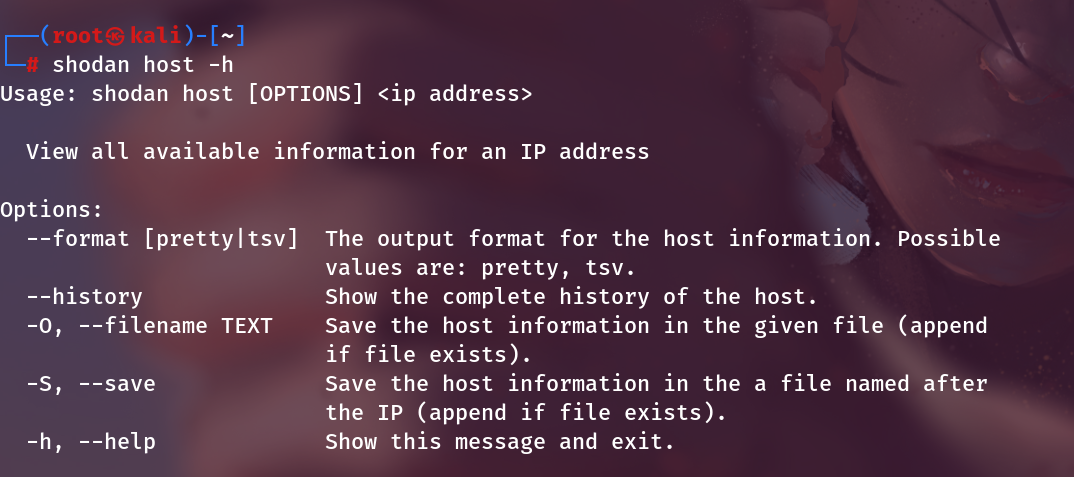 ┌──(root㉿kali)-[~]
└─# shodan host -h
Usage: shodan host [OPTIONS] <ip address>
View all available information for an IP address
Options:
--format [pretty|tsv]  The output format for the host information. Possible
values are: pretty, tsv.
--history              Show the complete history of the host.
-O, --filename TEXT    Save the host information in the given file (append
if file exists).
-S, --save             Save the host information in the a file named after
the IP (append if file exists).
-h, --help             Show this message and exit.